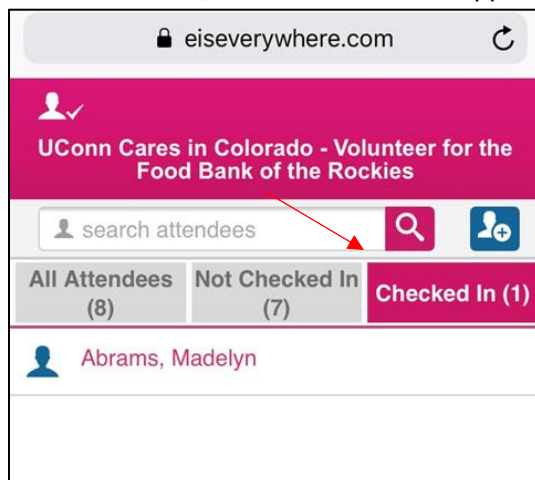 eiseverywhere.com
UConn Cares in Colorado - Volunteer for the
Food Bank of the Rockies
search attendees
All Attendees
(8)
Not Checked In
(7)
Checked In (1)
Abrams, Madelyn